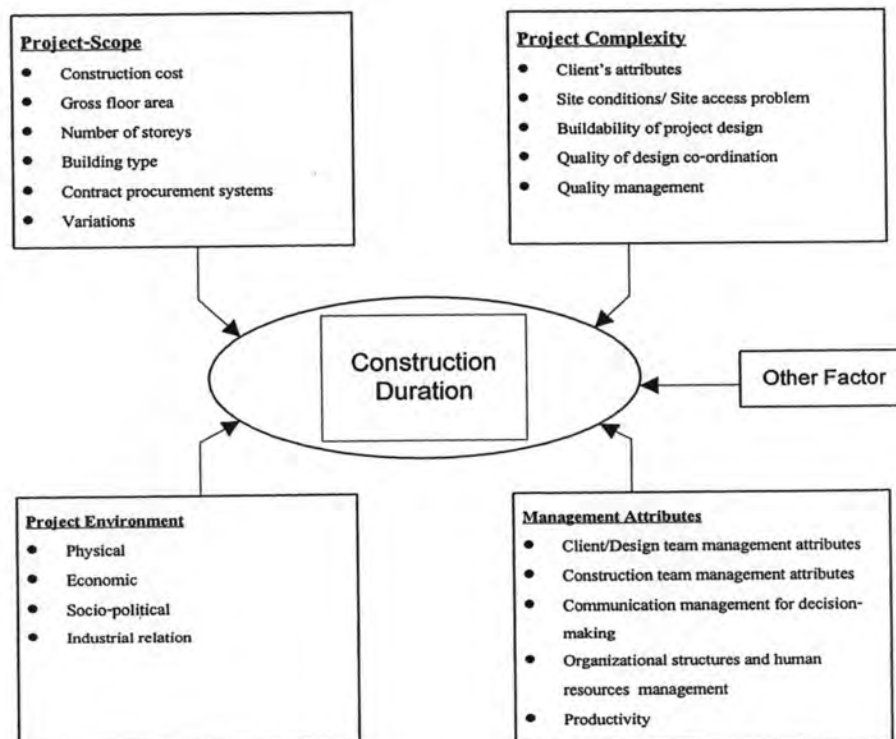 Project-Scope
● Construction cost
● Gross floor area
● Number of storeys
● Building type
● Contract procurement systems
● Variations
Project Complexity
● Client's attributes
● Site conditions/ Site access problem
● Buildability of project design
● Quality of design co-ordination
● Quality management
Construction
Duration
Other Factor
Project Environment
● Physical
● Economic
● Socio-political
● Industrial relation
Management Attributes
● Client/Design team management attributes
● Construction team management attributes
● Communication management for decision-
making
● Organizational structures and human
resources management
● Productivity